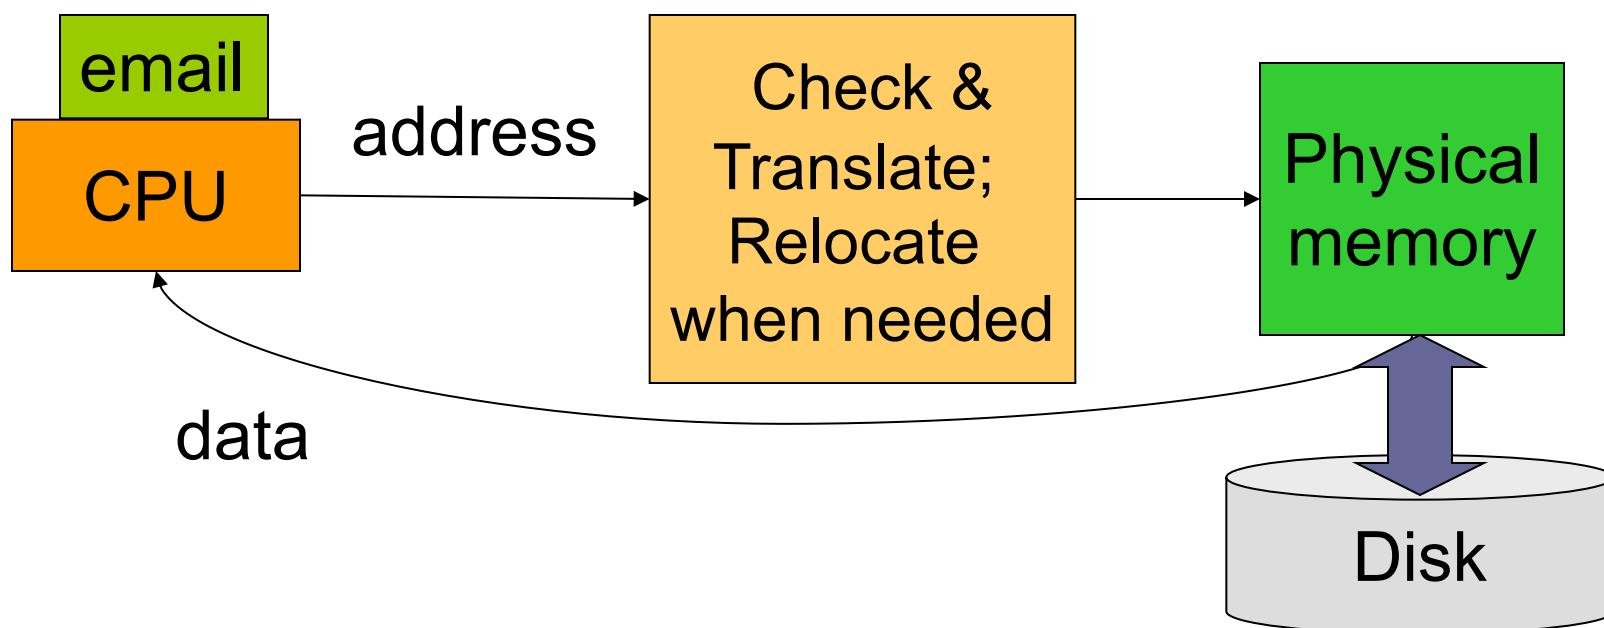 email
CPU
address
Check &
Translate;
Relocate
when needed
Physical
memory
data
Disk